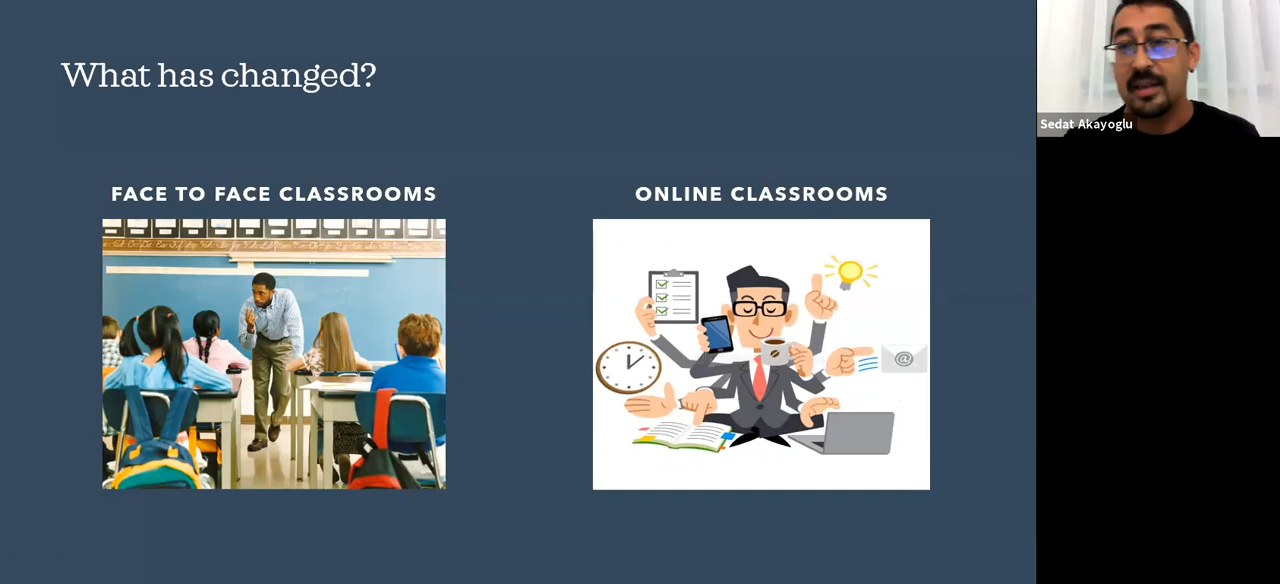 What has changed?
FACE TO FACE CLASSROOMS
ONLINE CLASSROOMS
@
Sedat Akayoglu